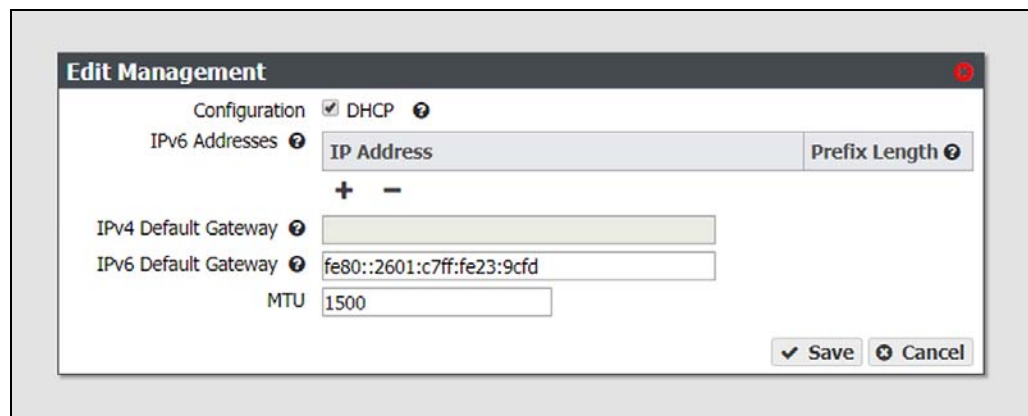 Edit Management
Configuration DHCP ?
IPv6 Addresses ? IP Address Prefix Length ?
+ −
IPv4 Default Gateway ?
IPv6 Default Gateway ? fe80::2601:c7ff:fe23:9cfd
MTU 1500
Save Cancel